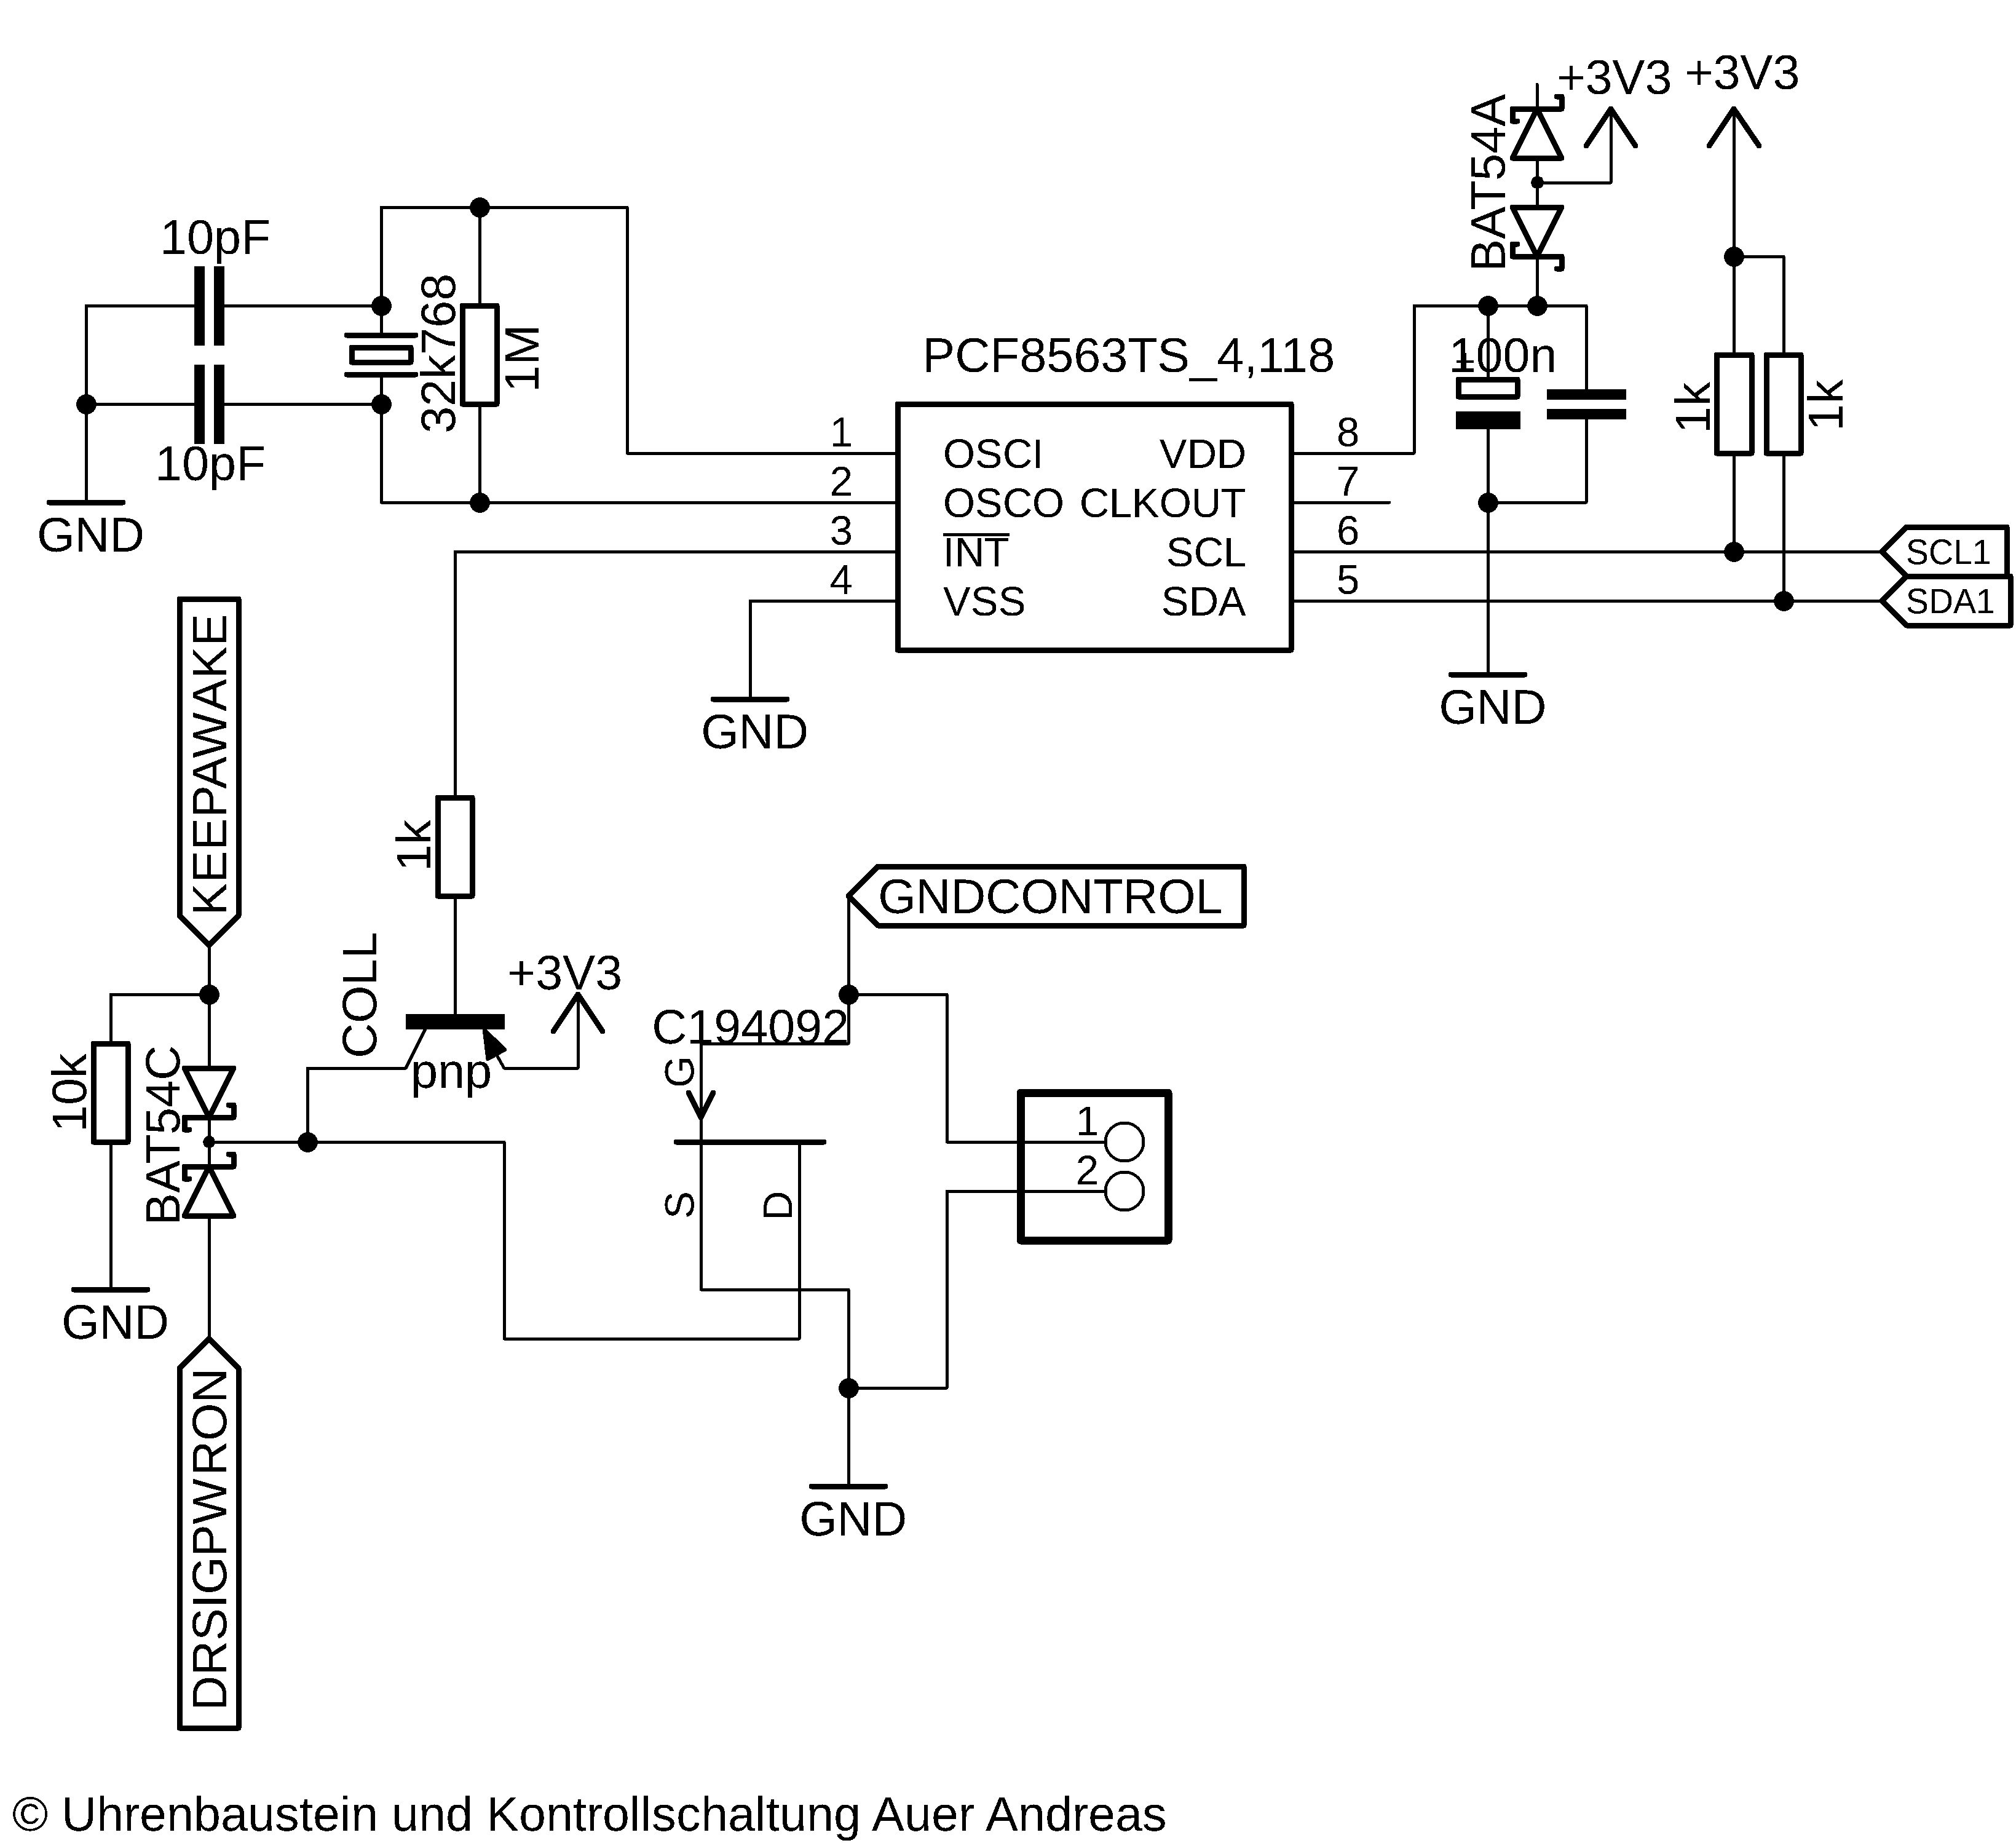 +3V3
+3V3
BAT54A
10pF
32k768
1M
10pF
GND
PCF8563TS_4,118
100n
+
1k
1k
1
OSCI
VDD
8
2
OSCO
CLKOUT
7
3
INT
SCL
6
4
VSS
SDA
5
SCL1
SDA1
GND
GND
KEEPAWAKE
1k
GNDCONTROL
COLL
+3V3
pnp
C194092
G
S
D
10k
BAT54C
1
2
GND
GND
DRSIGPWRON
© Uhrenbaustein und Kontrollschaltung Auer Andreas